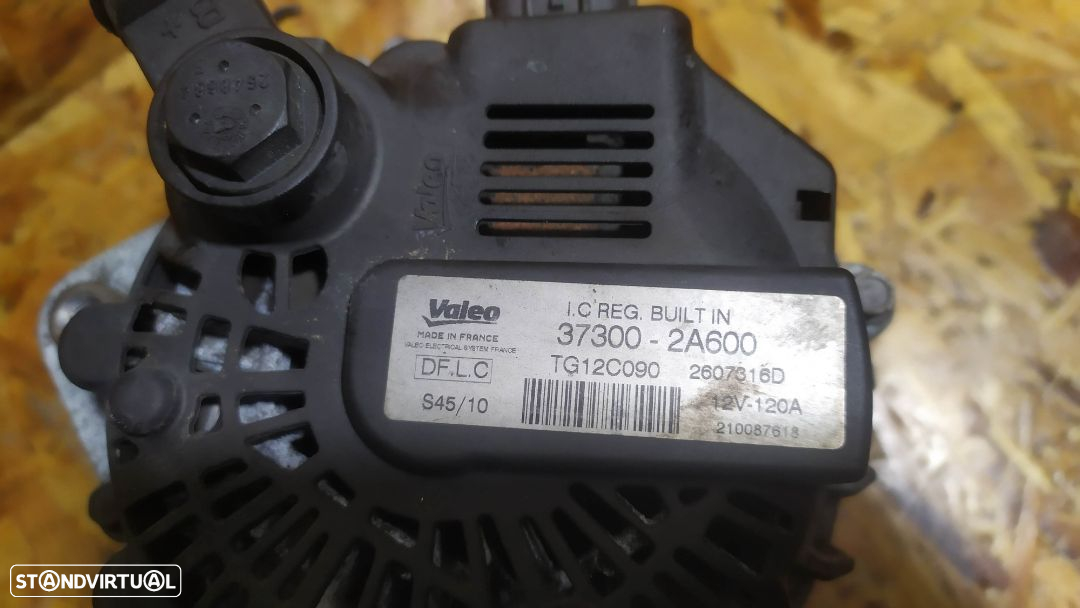 B+
Valeo
Valeo
MADE IN FRANCE
VALEO ELECTRICAL SYSTEM FRANCE
I.C REG. BUILT IN
37300 - 2A600
DF.L.C
TG12C090 2607316D
S45/10
12V-120A
210087618
STANDVIRTUAL